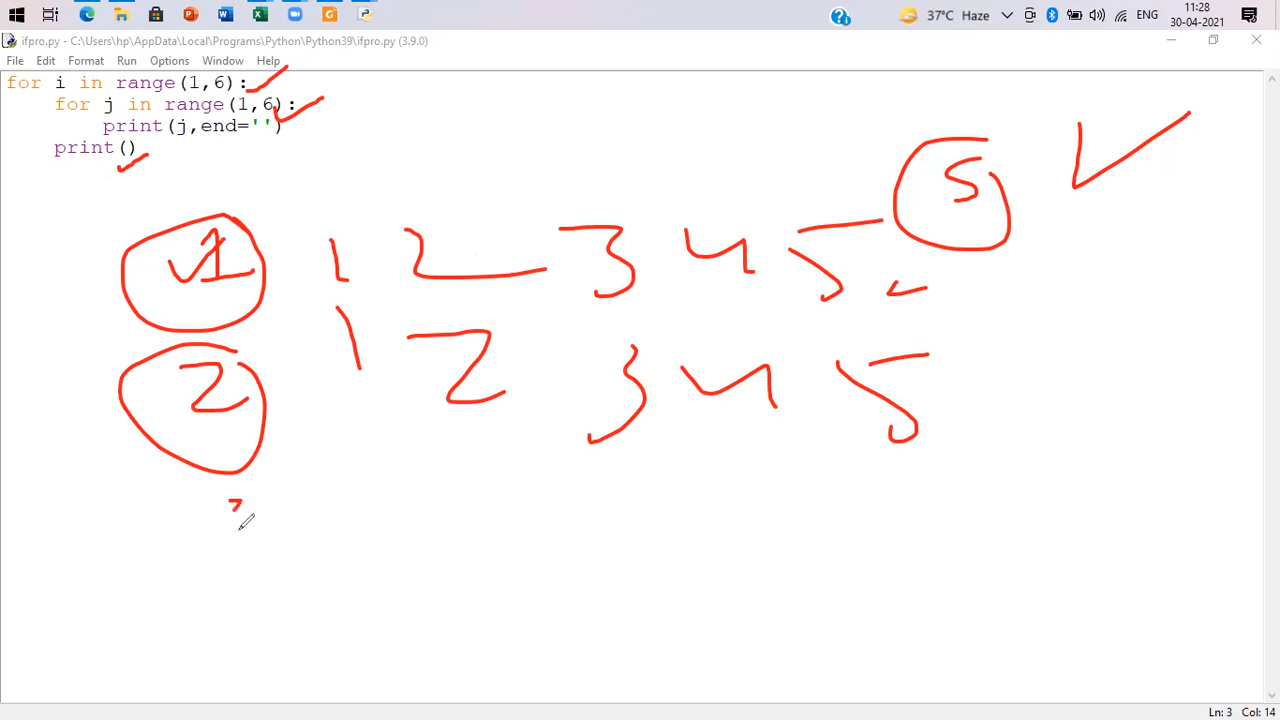 37°C Haze
ENG
11:28
30-04-2021
ifpro.py - C:\Users\hp\AppData\Local\Programs\Python\Python39\ifpro.py (3.9.0)
File Edit Format Run Options Window Help
for i in range(1,6):
for j in range(1,6):
print(j,end='')
print()
5
1 1 2 3 4 5
2 1 2 3 4 5
Ln: 3 Col: 14